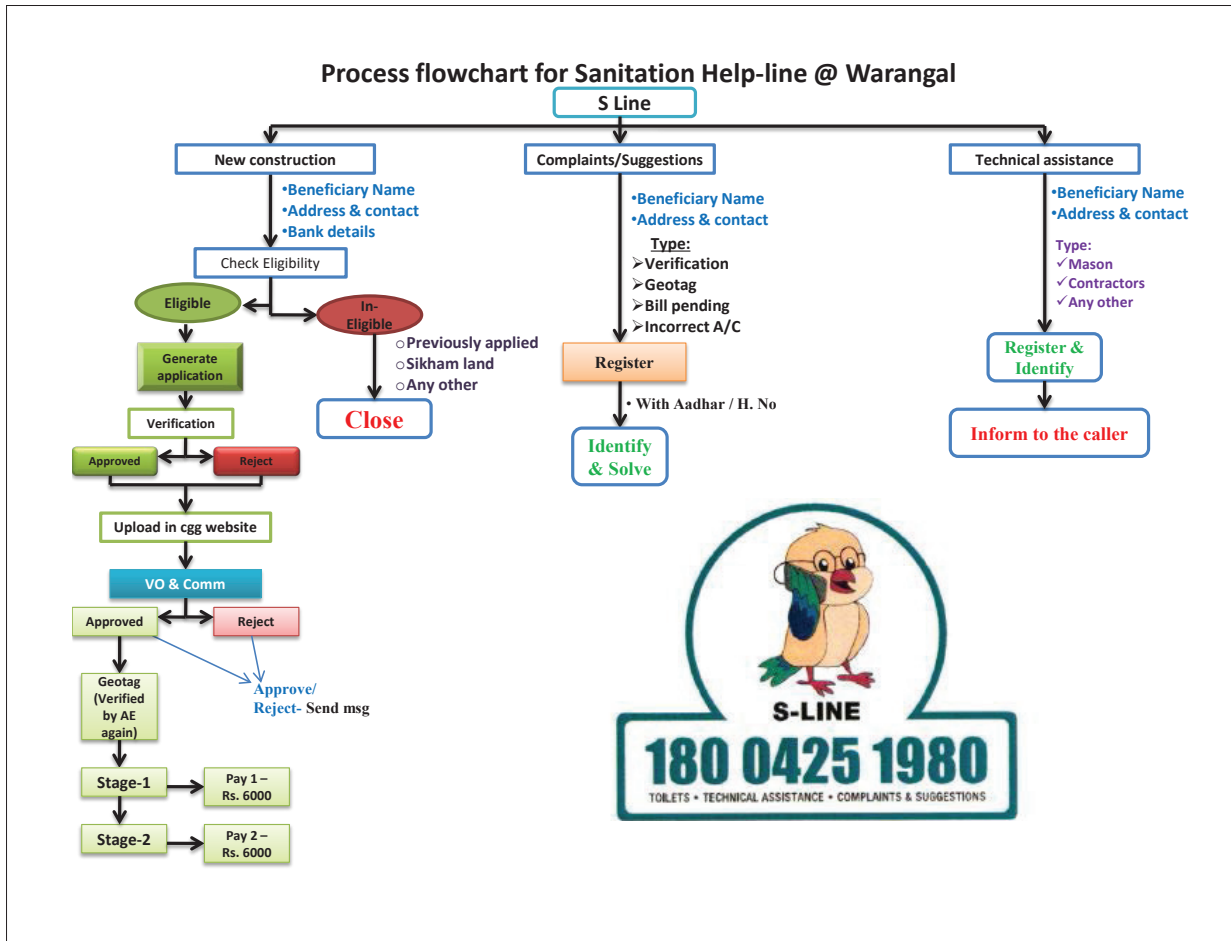 Process flowchart for Sanitation Help-line @ Warangal
S Line
New construction
•Beneficiary Name
•Address & contact
•Bank details
Check Eligibility
Eligible
In-
Eligible
oPreviously applied
oSikham land
oAny other
Close
Generate
application
Verification
Approved
Reject
Upload in cgg website
VO & Comm
Approved
Reject
Approve/
Reject- Send msg
Geotag
(Verified
by AE
again)
Stage-1
Pay 1 –
Rs. 6000
Stage-2
Pay 2 –
Rs. 6000
Complaints/Suggestions
•Beneficiary Name
•Address & contact
Type:
➢Verification
➢Geotag
➢Bill pending
➢Incorrect A/C
Register
• With Aadhar / H. No
Identify
& Solve
Technical assistance
•Beneficiary Name
•Address & contact
Type:
✓Mason
✓Contractors
✓Any other
Register &
Identify
Inform to the caller
S-LINE
180 0425 1980
TOILETS • TECHNICAL ASSISTANCE • COMPLAINTS & SUGGESTIONS